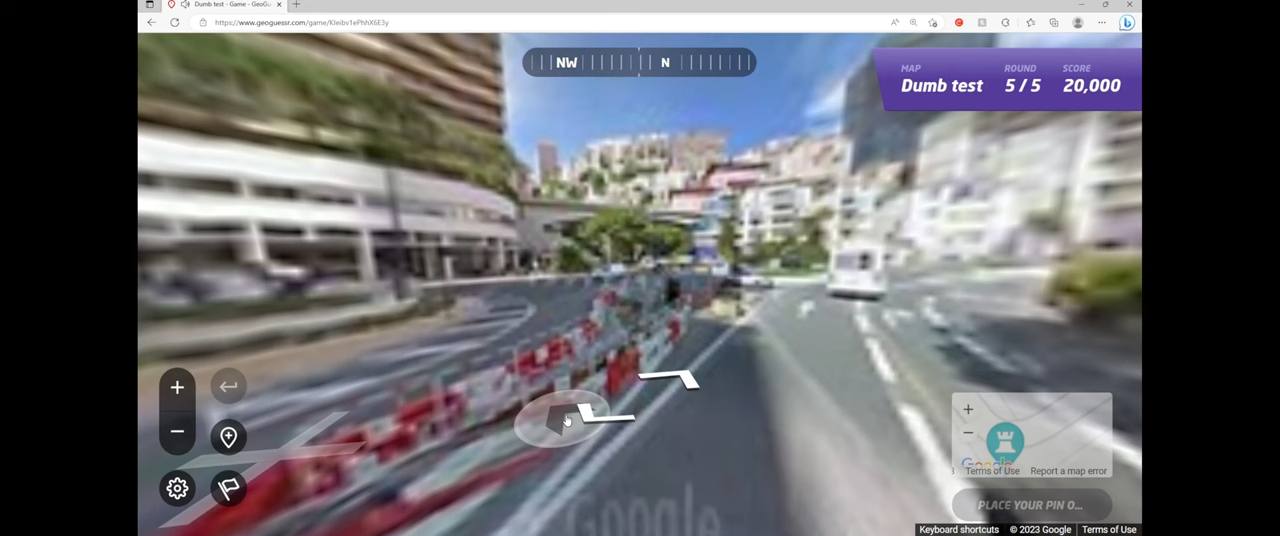 Dumb test - Game - GeoGu
https://www.geoguessr.com/game/KIeibv1ePhhX6E3y
NW N
MAP ROUND SCORE
Dumb test 5 / 5 20,000
Google
Terms of Use Report a map error
PLACE YOUR PIN O...
Google
Keyboard shortcuts © 2023 Google Terms of Use